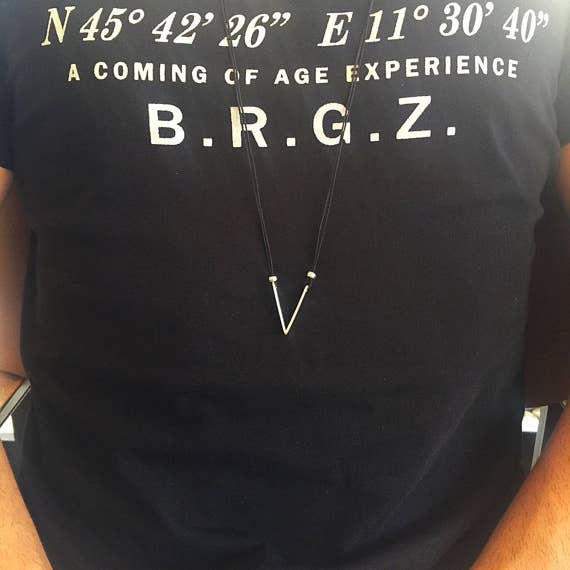 N 45° 42’ 26” E 11° 30’ 40”
A COMING OF AGE EXPERIENCE
B.R.G.Z.